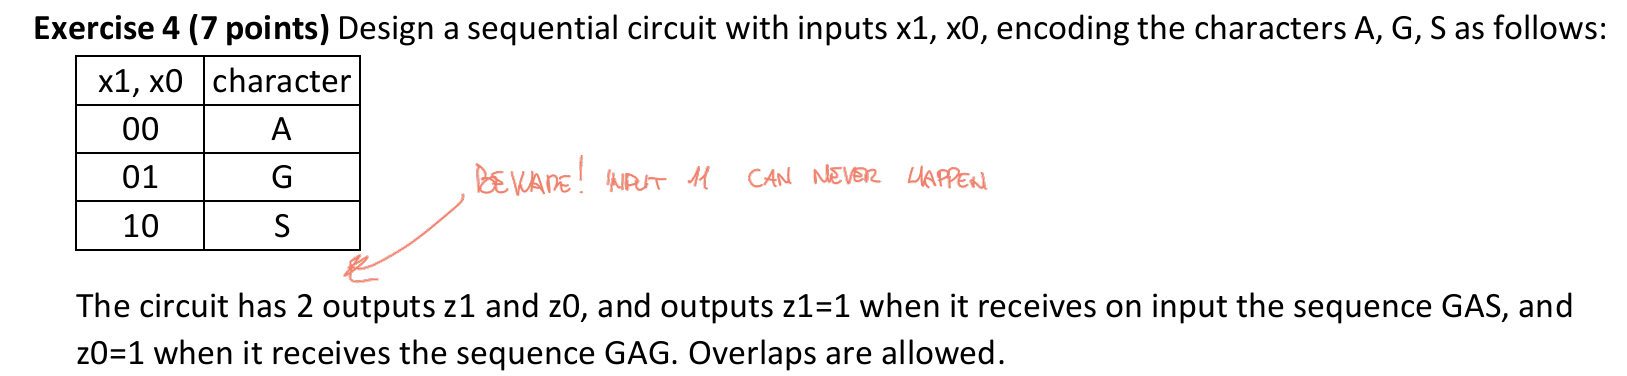 Exercise 4 (7 points) Design a sequential circuit with inputs x1, x0, encoding the characters A, G, S as follows:
x1, x0 character
00 A
01 G
10 S
BEWARE! INPUT 11 CAN NEVER HAPPEN
The circuit has 2 outputs z1 and z0, and outputs z1=1 when it receives on input the sequence GAS, and
z0=1 when it receives the sequence GAG. Overlaps are allowed.